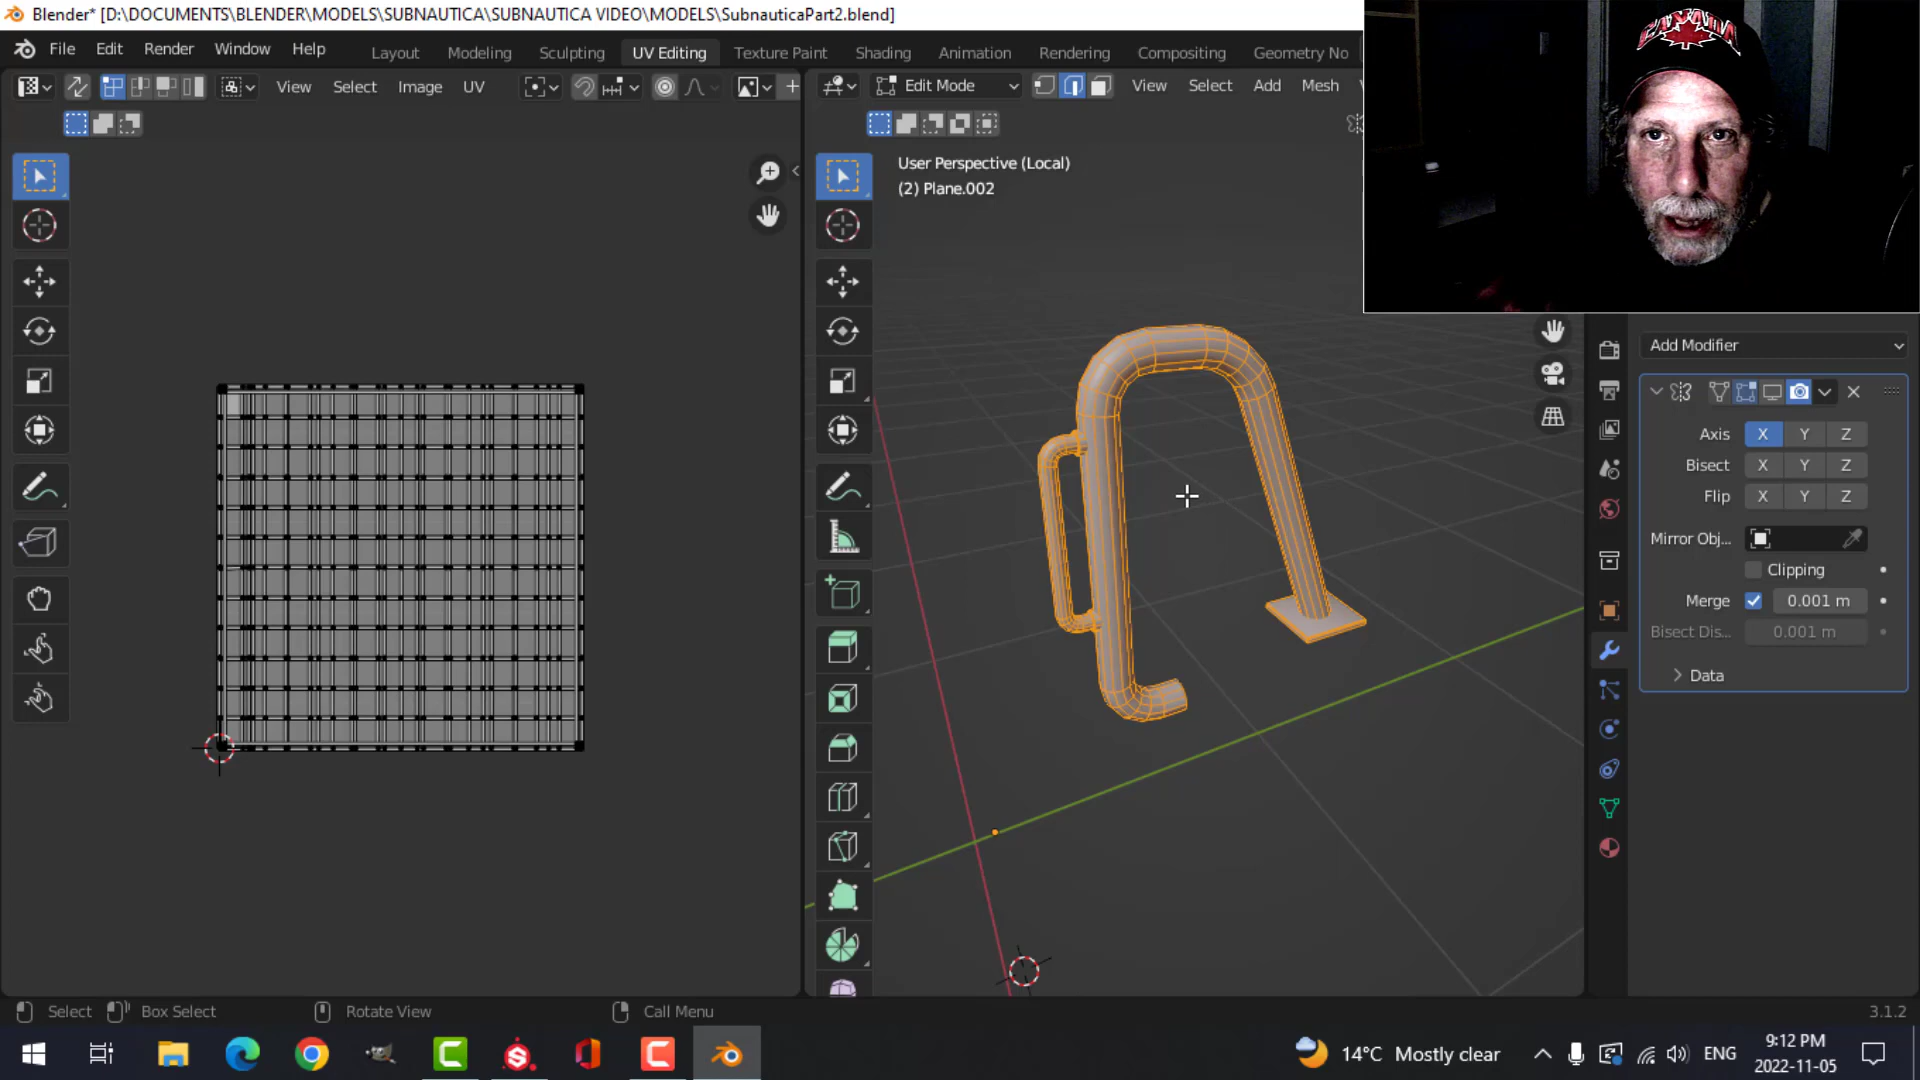 Blender* [D:\DOCUMENTS\BLENDER\MODELS\SUBNAUTICA\SUBNAUTICA VIDEO\MODELS\SubnauticaPart2.blend]
File Edit Render Window Help Layout Modeling Sculpting UV Editing Texture Paint Shading Animation Rendering Compositing Geometry No
View Select Image UV Edit Mode View Select Add Mesh
User Perspective (Local)
(2) Plane.002
Add Modifier
Axis X Y Z
Bisect X Y Z
Flip X Y Z
Mirror Obj...
Clipping
Merge 0.001 m
Bisect Dis... 0.001 m
Data
Select Box Select Rotate View Call Menu 3.1.2
14°C Mostly clear ENG 9:12 PM
2022-11-05